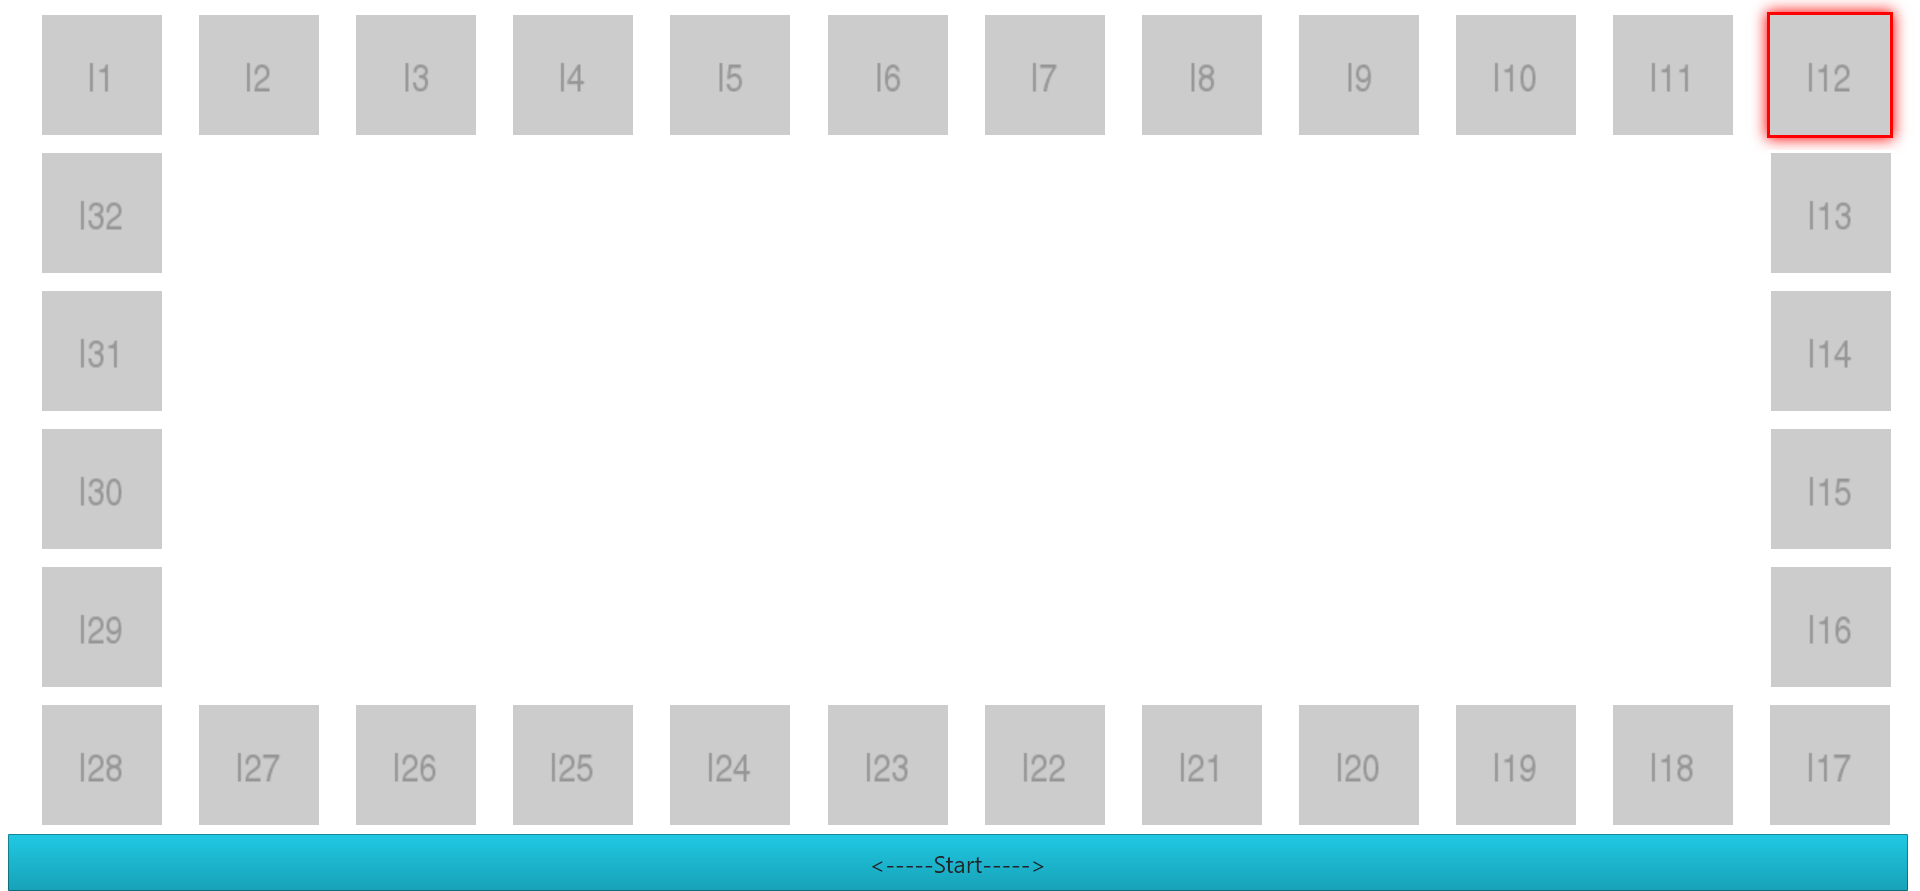 I1 I2 I3 I4 I5 I6 I7 I8 I9 I10 I11 I12
I32 I13
I31 I14
I30 I15
I29 I16
I28 I27 I26 I25 I24 I23 I22 I21 I20 I19 I18 I17
<-----Start----->